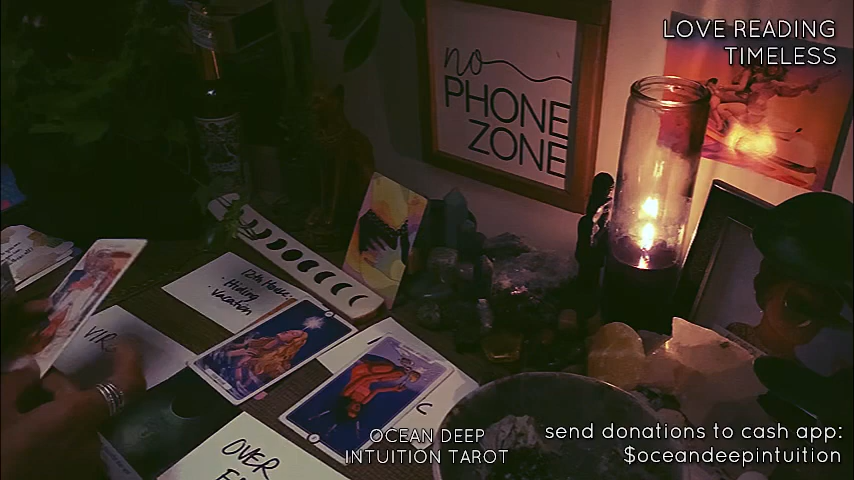 LOVE READING
TIMELESS
no
PHONE
ZONE
12th House
· Hiding
· Vacation
VIR
OVER
C
OCEAN DEEP
INTUITION TAROT
send donations to cash app:
$oceandeepintuition